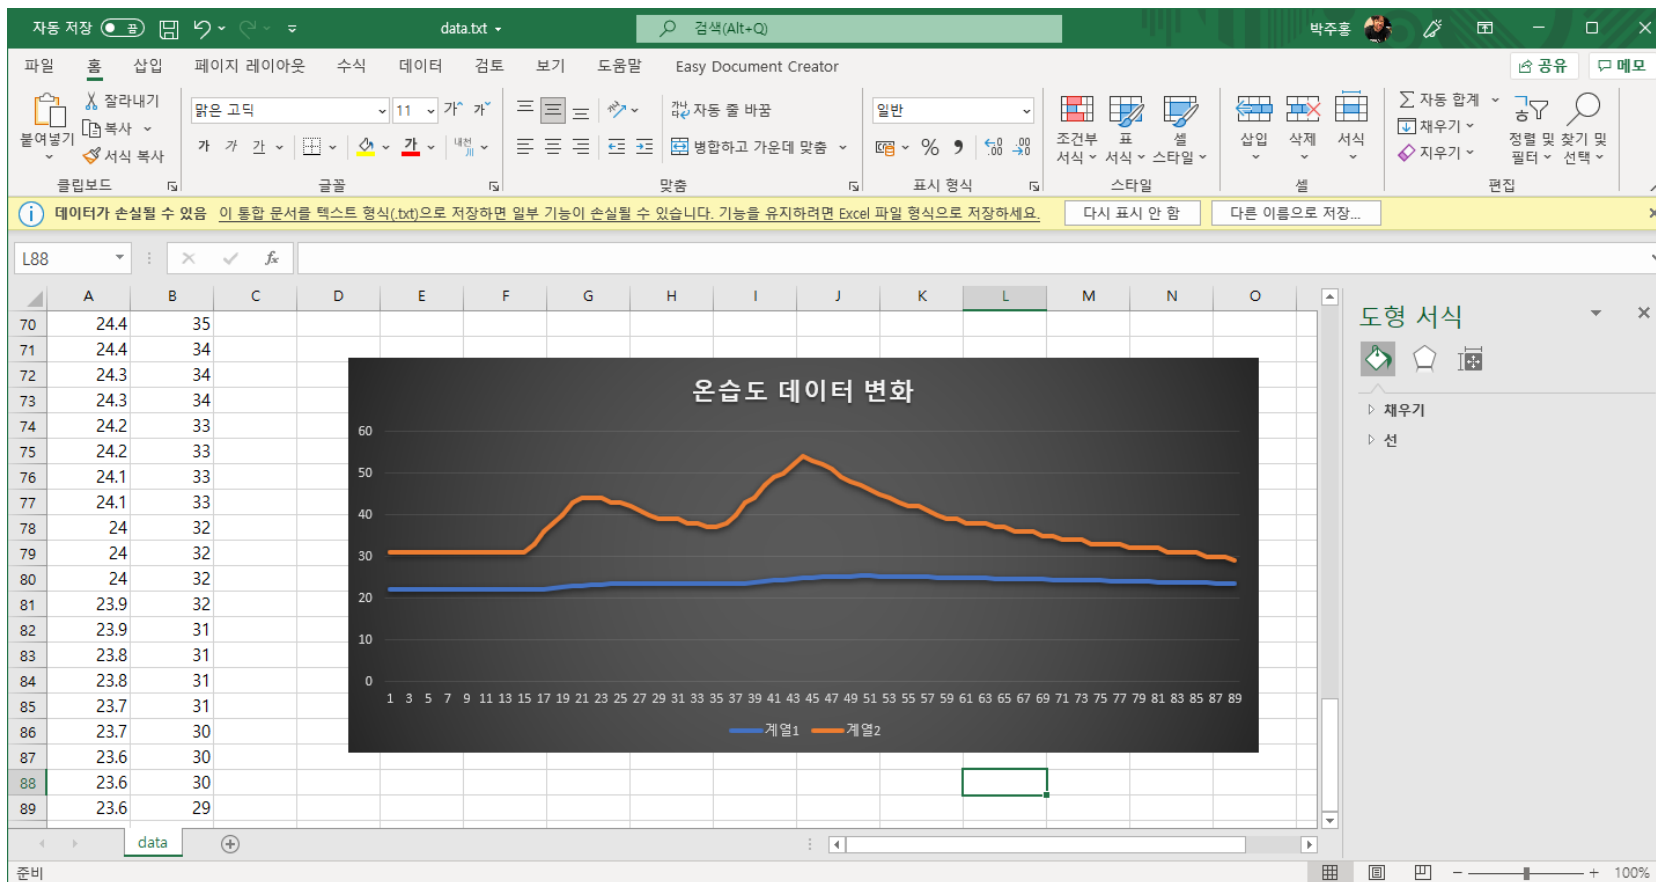 자동 저장 끔 data.txt 검색(Alt+Q) 박주홍
파일 홈 삽입 페이지 레이아웃 수식 데이터 검토 보기 도움말 Easy Document Creator 공유 메모
붙여넣기 잘라내기 복사 서식 복사
클립보드
맑은 고딕 11 가 가
가 가 가 가 내천
글꼴
자동 줄 바꿈
병합하고 가운데 맞춤
맞춤
일반
% 9 .00 .00
표시 형식
조건부 서식 표 서식 셀 스타일
스타일
삽입 삭제 서식
셀
자동 합계 채우기 지우기 정렬 및 필터 찾기 및 선택
편집
데이터가 손실될 수 있음 이 통합 문서를 텍스트 형식(.txt)으로 저장하면 일부 기능이 손실될 수 있습니다. 기능을 유지하려면 Excel 파일 형식으로 저장하세요. 다시 표시 안 함 다른 이름으로 저장...
L88 fx
A B C D E F G H I J K L M N O
70 24.4 35
71 24.4 34
72 24.3 34
73 24.3 34
74 24.2 33
75 24.2 33
76 24.1 33
77 24.1 33
78 24 32
79 24 32
80 24 32
81 23.9 32
82 23.9 31
83 23.8 31
84 23.8 31
85 23.7 31
86 23.7 30
87 23.6 30
88 23.6 30
89 23.6 29
온습도 데이터 변화
60
50
40
30
20
10
0
1 3 5 7 9 11 13 15 17 19 21 23 25 27 29 31 33 35 37 39 41 43 45 47 49 51 53 55 57 59 61 63 65 67 69 71 73 75 77 79 81 83 85 87 89
계열1 계열2
도형 서식
채우기
선
data
준비 100%